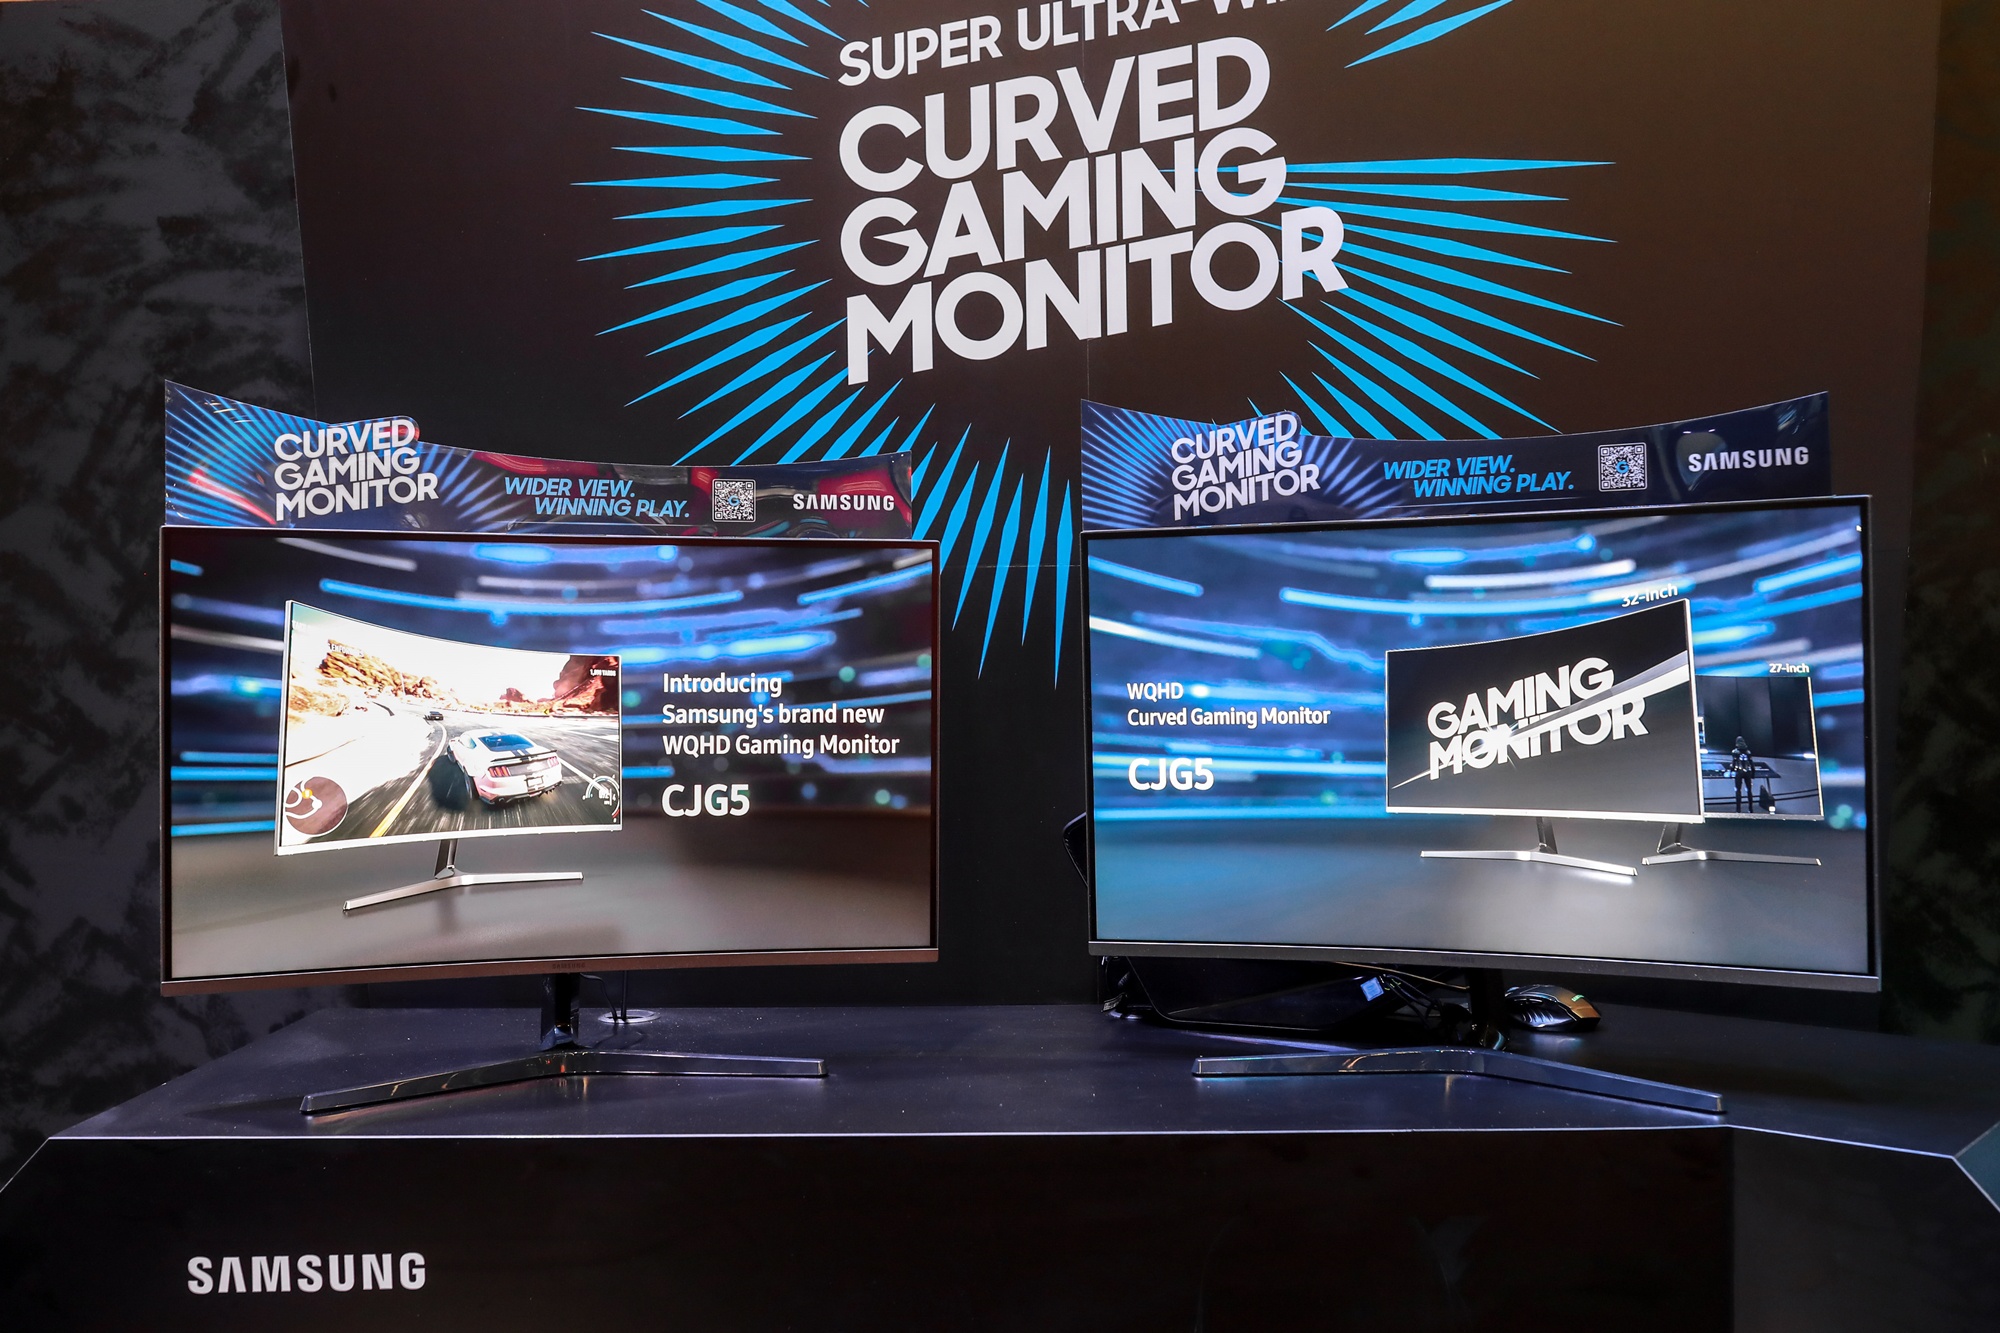 SUPER ULTRA-WI
CURVED
GAMING
MONITOR
CURVED
GAMING
MONITOR
WIDER VIEW.
WINNING PLAY.
SAMSUNG
CURVED
GAMING
MONITOR
WIDER VIEW.
WINNING PLAY.
SAMSUNG
Introducing
Samsung's brand new
WQHD Gaming Monitor
CJG5
SAMSUNG
WQHD
Curved Gaming Monitor
CJG5
32-inch
27-inch
GAMING
MONITOR
SAMSUNG